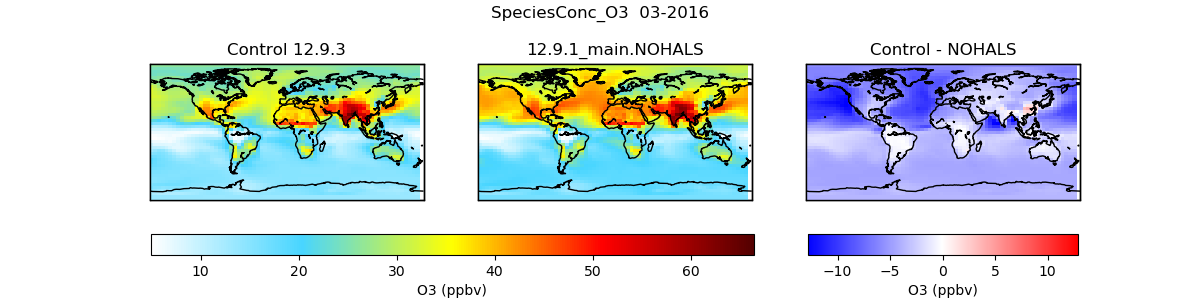 SpeciesConc_O3  03-2016
Control 12.9.3
12.9.1_main.NOHALS
Control - NOHALS
10 20 30 40 50 60
O3 (ppbv)
−10 −5 0 5 10
O3 (ppbv)